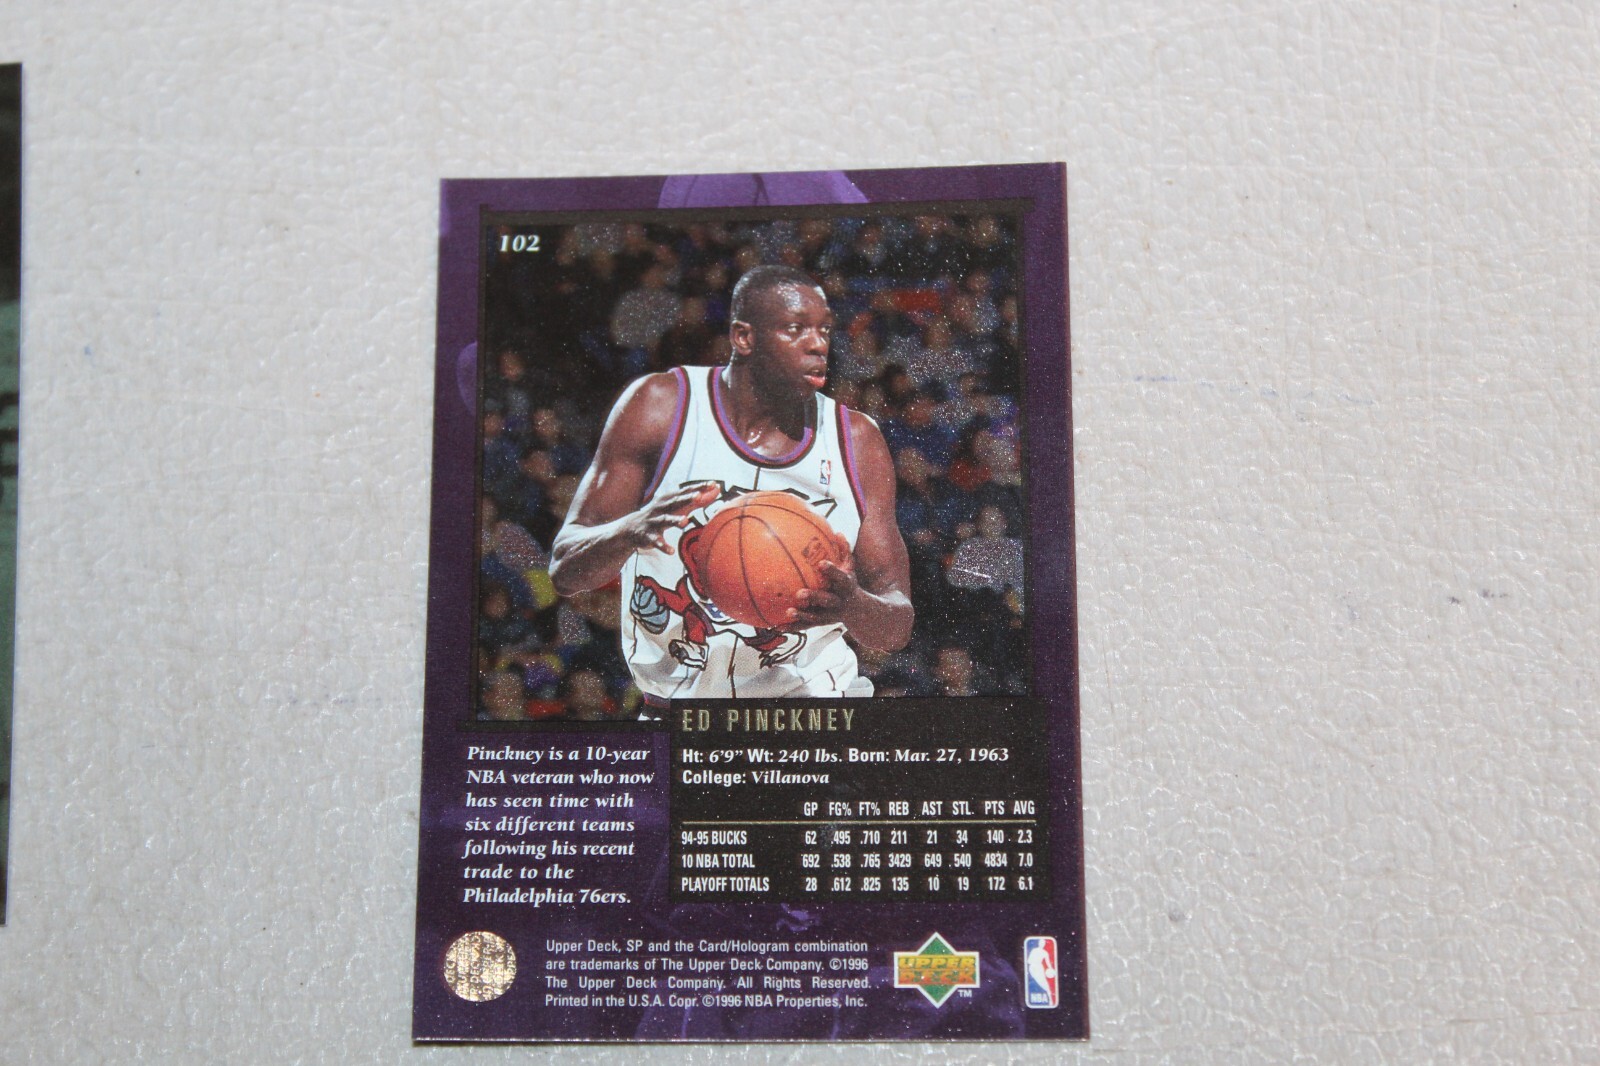 102
ED PINCKNEY
Ht: 6'9" Wt: 240 lbs. Born: Mar. 27, 1963
College: Villanova
GP FG% FT% REB AST STL. PTS AVG
94-95 BUCKS 62 .495 .710 211 21 34 140 2.3
10 NBA TOTAL 692 .538 .765 3429 649 540 4834 7.0
PLAYOFF TOTALS 28 .612 .825 135 10 19 172 6.1
Pinckney is a 10-year
NBA veteran who now
has seen time with
six different teams
following his recent
trade to the
Philadelphia 76ers.
Upper Deck, SP and the Card/Hologram combination
are trademarks of The Upper Deck Company. ©1996
The Upper Deck Company. All Rights Reserved.
Printed in the U.S.A. Copr. ©1996 NBA Properties, Inc.
UPPER
DECK
TM
NBA